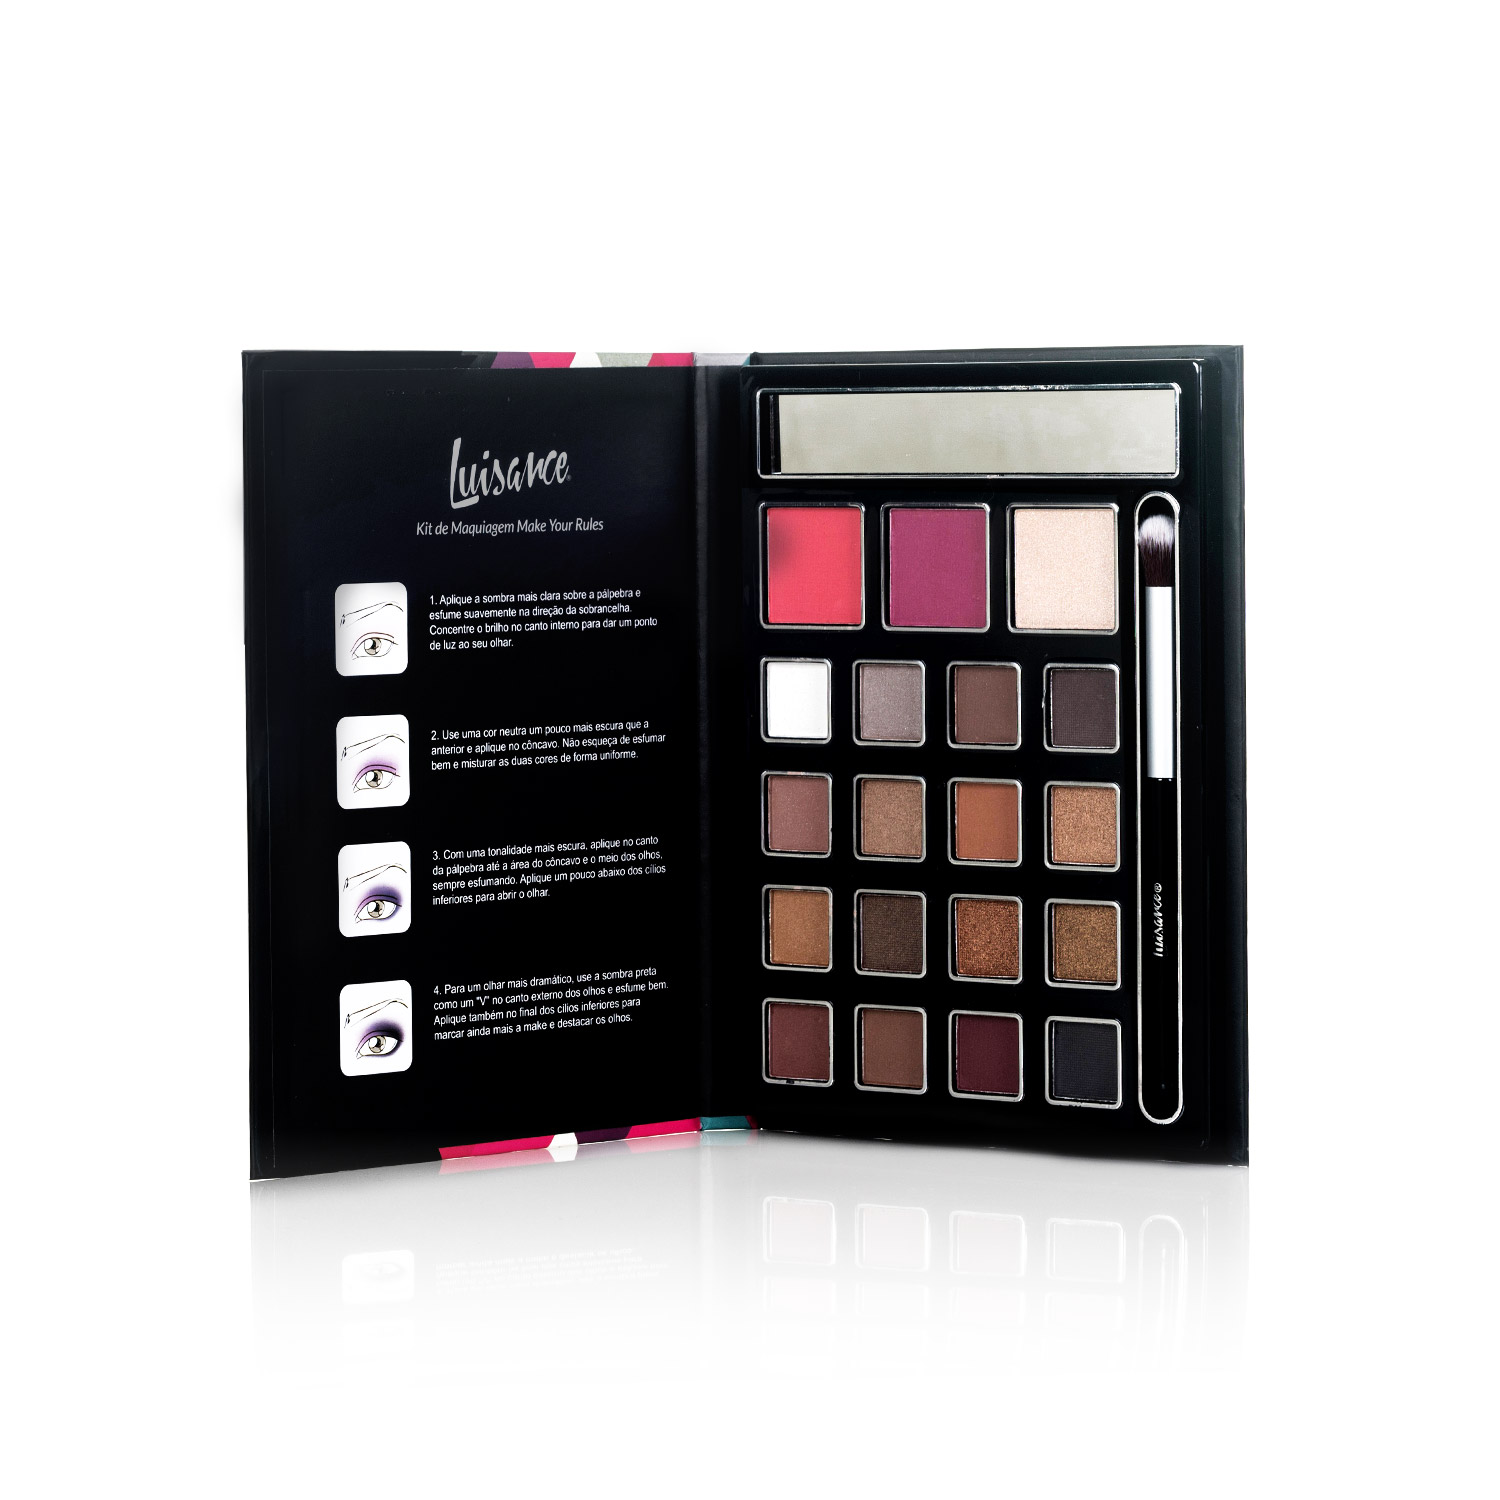 Luisance®
Kit de Maquiagem Make Your Rules
1. Aplique a sombra mais clara sobre a pálpebra e
esfume suavemente na direção da sobrancelha.
Concentre o brilho no canto interno para dar um ponto
de luz ao seu olhar.
2. Use uma cor neutra um pouco mais escura que a
anterior e aplique no côncavo. Não esqueça de esfumar
bem e misturar as duas cores de forma uniforme.
3. Com uma tonalidade mais escura, aplique no canto
da pálpebra até a área do côncavo e o meio dos olhos,
sempre esfumando. Aplique um pouco abaixo dos cílios
inferiores para abrir o olhar.
4. Para um olhar mais dramático, use a sombra preta
como um "V" no canto externo dos olhos e esfume bem.
Aplique também no final dos cílios inferiores para
marcar ainda mais a make e destacar os olhos.
luisance®